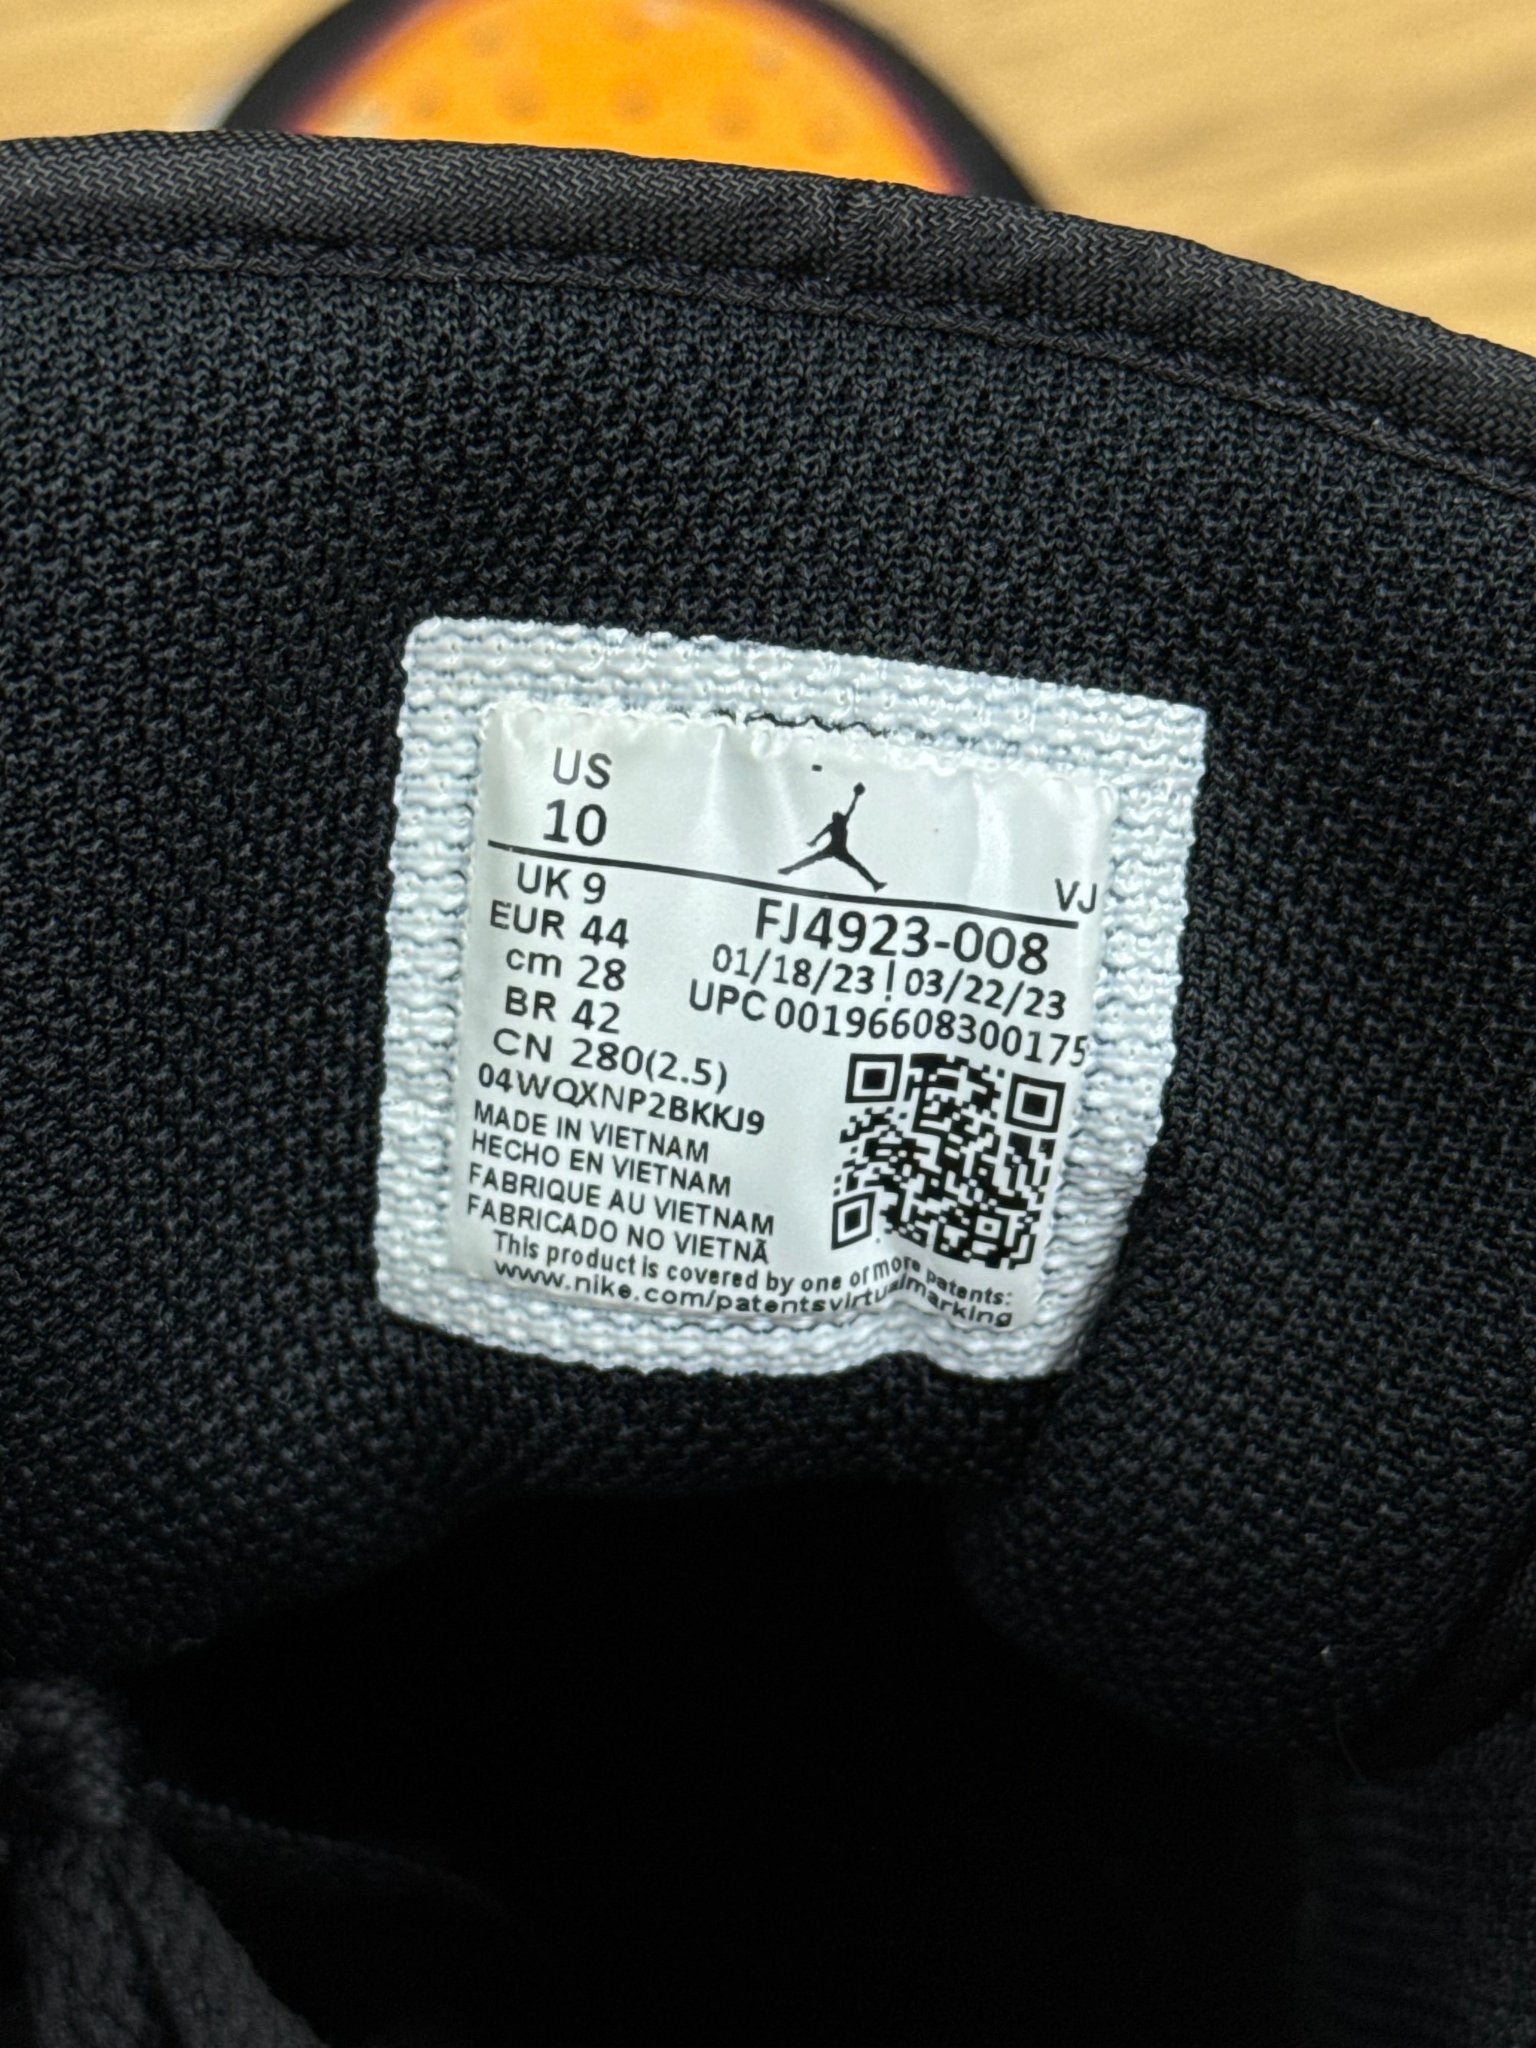 US
10
VJ
UK 9
EUR 44
cm 28
BR 42
CN 280(2.5)
FJ4923-008
01/18/23 | 03/22/23
UPC 00196608300175
04WQXNP2BKKJ9
MADE IN VIETNAM
HECHO EN VIETNAM
FABRIQUE AU VIETNAM
FABRICADO NO VIETNÃ
This product is covered by one or more patents:
www.nike.com/patentsvirtualmarking